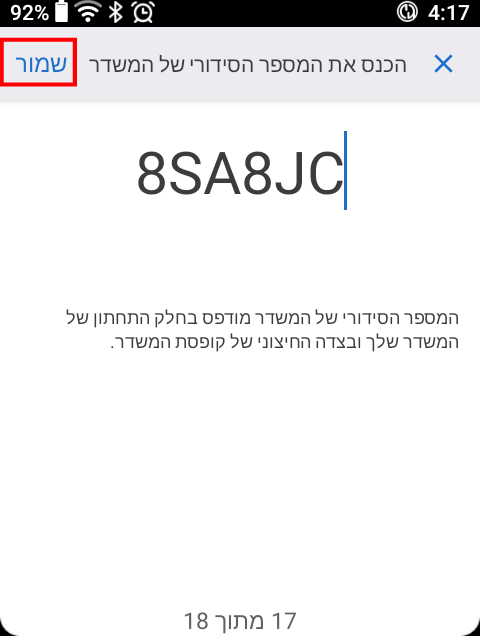 92% 4:17
הכנס את המספר הסידורי של המשדר שמור
8SA8JC
המספר הסידורי של המשדר מודפס בחלק התחתון של
המשדר שלך ובצדה החיצוני של קופסת המשדר.
17 מתוך 18